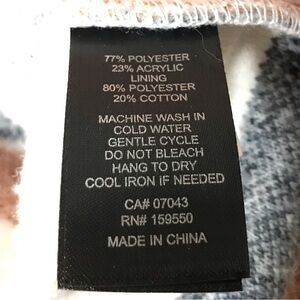 77% POLYESTER
23% ACRYLIC
LINING
80% POLYESTER
20% COTTON
MACHINE WASH IN
COLD WATER
GENTLE CYCLE
DO NOT BLEACH
HANG TO DRY
COOL IRON IF NEEDED
CA# 07043
RN# 159550
MADE IN CHINA